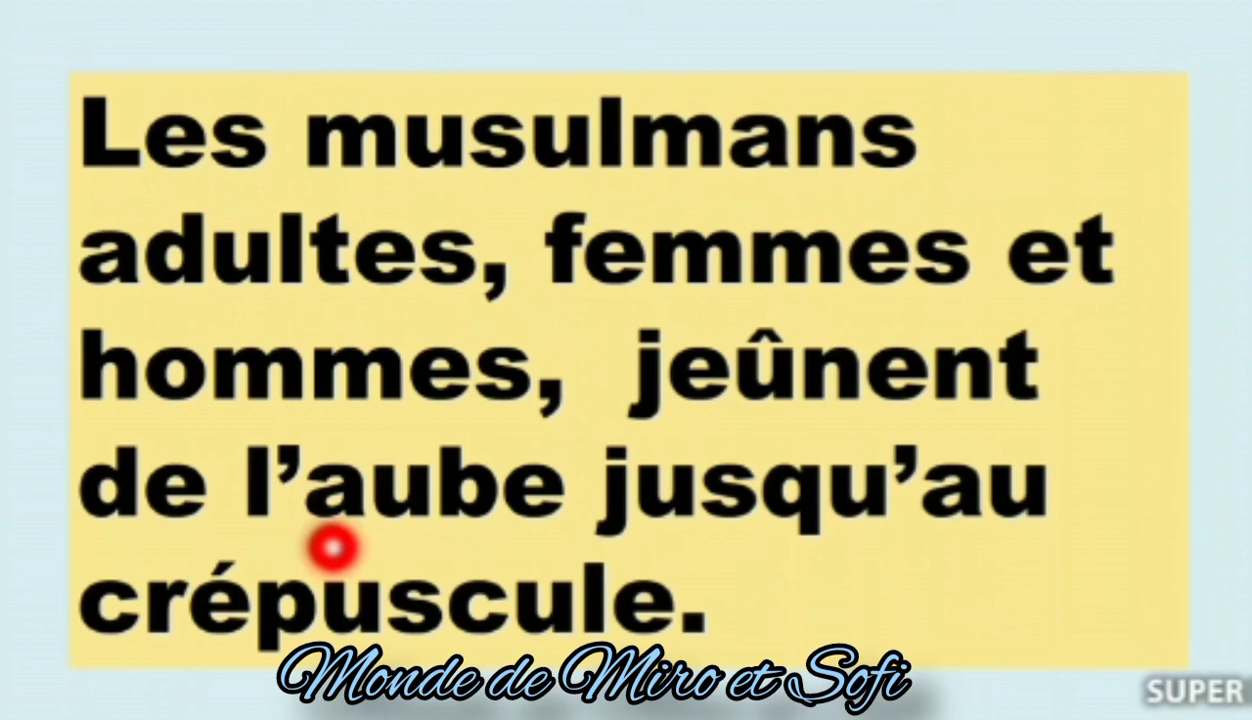 Les musulmans
adultes, femmes et
hommes, jeûnent
de l’aube jusqu’au
crépuscule.
Monde de Miro et Sofi
SUPER